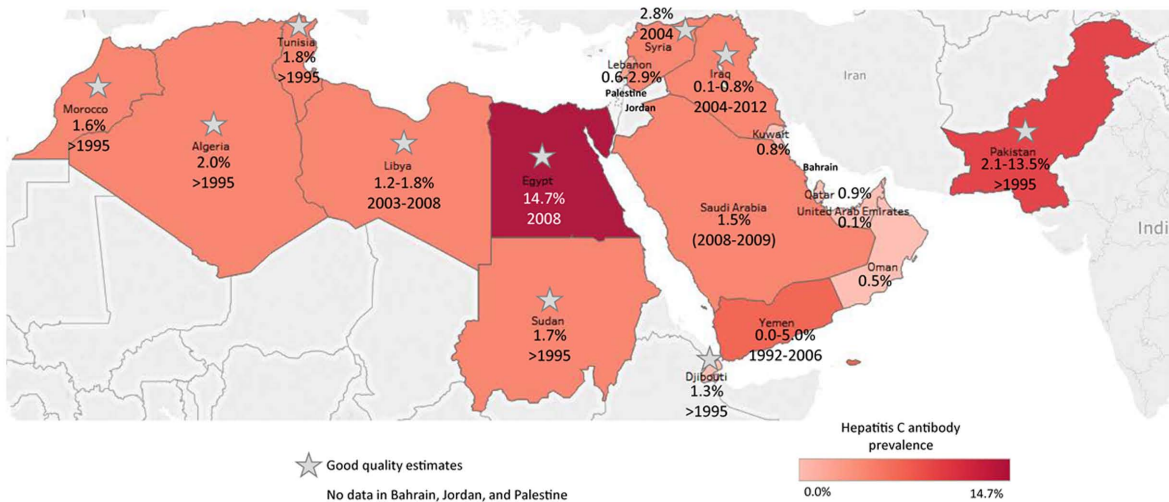 Tunisia
1.8%
>1995
Morocco
1.6%
>1995
Algeria
2.0%
>1995
Libya
1.2-1.8%
2003-2008
Egypt
14.7%
2008
Sudan
1.7%
>1995
2.8%
2004
Syria
Lebanon
0.6-2.9%
Palestine
Jordan
Iraq
0.1-0.8%
2004-2012
Iran
Kuwait
0.8%
Bahrain
Qatar 0.9%
United Arab Emirates
0.1%
Saudi Arabia
1.5%
(2008-2009)
Oman
0.5%
Yemen
0.0-5.0%
1992-2006
Djibouti
1.3%
>1995
Pakistan
2.1-13.5%
>1995
Indi
Good quality estimates
No data in Bahrain, Jordan, and Palestine
Hepatitis C antibody
prevalence
0.0% 14.7%